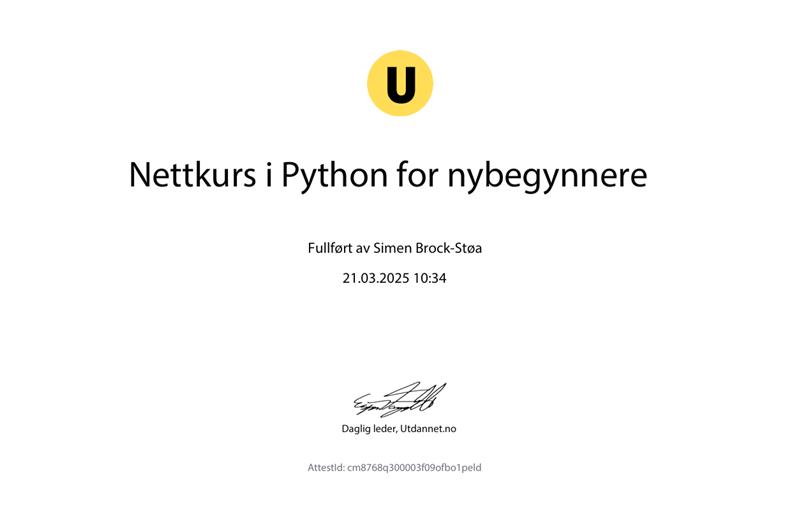 U
Nettkurs i Python for nybegynnere
Fullført av Simen Brock-Støa
21.03.2025 10:34
Daglig leder, Utdannet.no
AttestId: cm8768q300003f09ofbo1peld